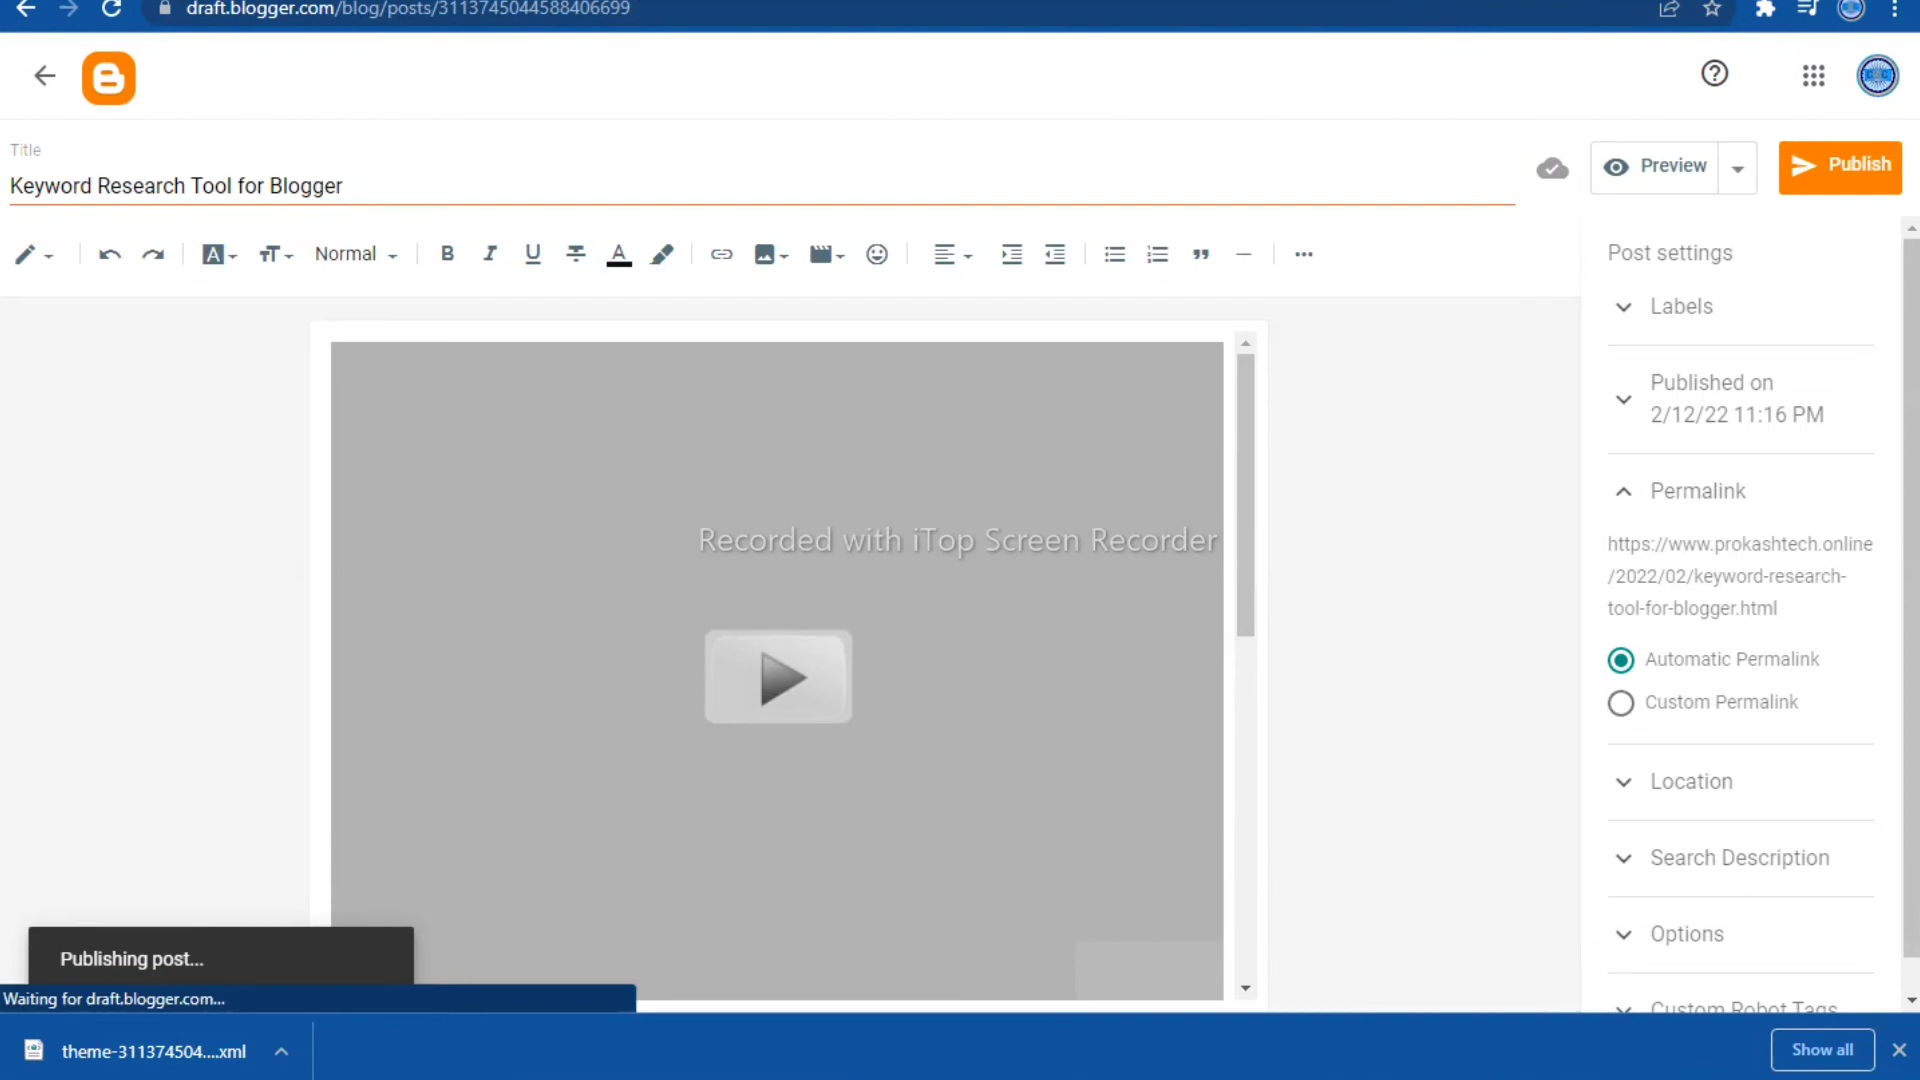 draft.blogger.com/blog/posts/3113745044588406699
Title
Keyword Research Tool for Blogger
Preview
Publish
Normal
Post settings
Labels
Published on
2/12/22 11:16 PM
Permalink
https://www.prokashtech.online
/2022/02/keyword-research-
tool-for-blogger.html
Automatic Permalink
Custom Permalink
Location
Search Description
Options
Custom Robot Tags
Recorded with iTop Screen Recorder
Publishing post...
Waiting for draft.blogger.com...
theme-311374504....xml
Show all